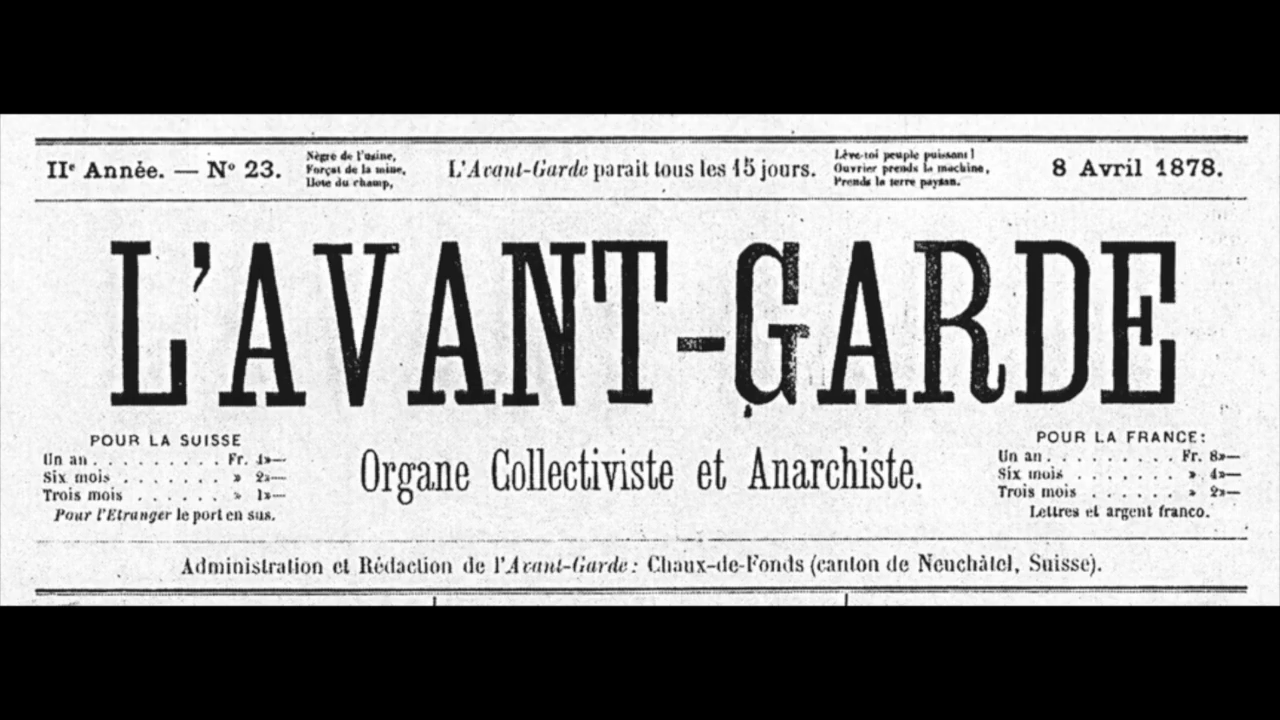 IIe Année. — No 23.
Nègre de l'usine,
Forçat de la mine,
Ilote du champ,
L'Avant-Garde parait tous les 15 jours.
Lève-toi peuple puissant !
Ouvrier prends la machine,
Prends la terre paysan.
8 Avril 1878.
L'AVANT-GARDE
POUR LA SUISSE
Un an . . . . . . . . . Fr. 4»—
Six mois . . . . . . . » 2»—
Trois mois . . . . . . » 1»—
Pour l'Etranger le port en sus.
Organe Collectiviste et Anarchiste.
POUR LA FRANCE:
Un an . . . . . . . . . Fr. 8»—
Six mois . . . . . . . » 4»—
Trois mois . . . . . . » 2»—
Lettres et argent franco.
Administration et Rédaction de l'Avant-Garde : Chaux-de-Fonds (canton de Neuchâtel, Suisse).